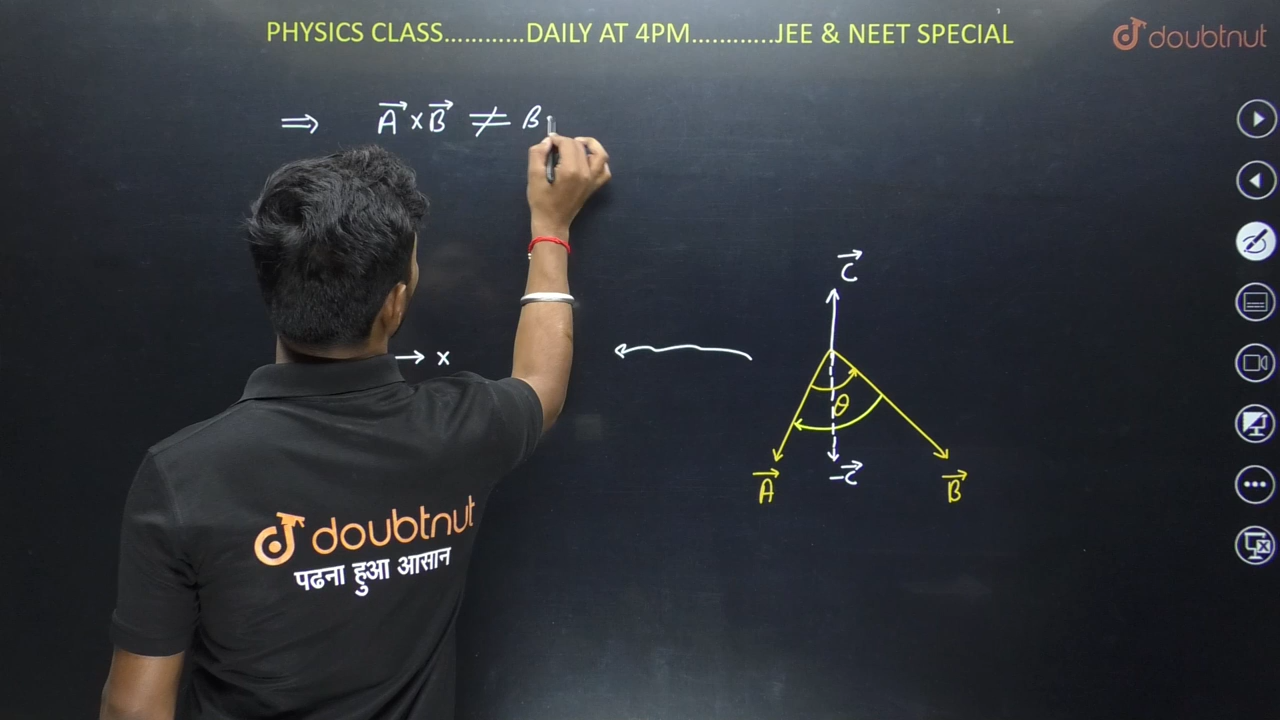 PHYSICS CLASS............DAILY AT 4PM............JEE & NEET SPECIAL
doubtnut
⇒ A⃗ × B⃗ ≠ B
C⃗
→ x
θ
A⃗
-C⃗
B⃗
doubtnut
पढना हुआ आसान